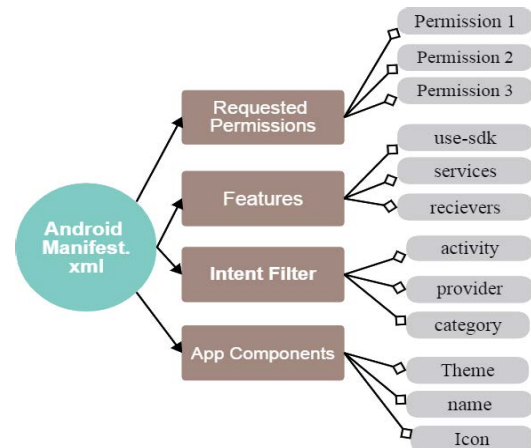 Android
Manifest.
xml
Requested
Permissions
Permission 1
Permission 2
Permission 3
Features
use-sdk
services
recievers
Intent Filter
activity
provider
category
App Components
Theme
name
Icon